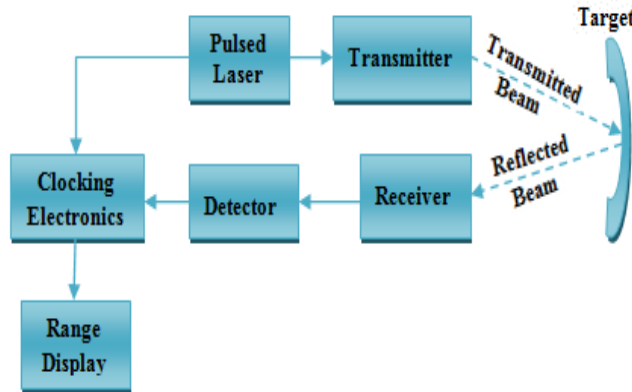 Target
Pulsed
Laser
Transmitter
Transmitted
Beam
Reflected
Beam
Clocking
Electronics
Detector
Receiver
Range
Display